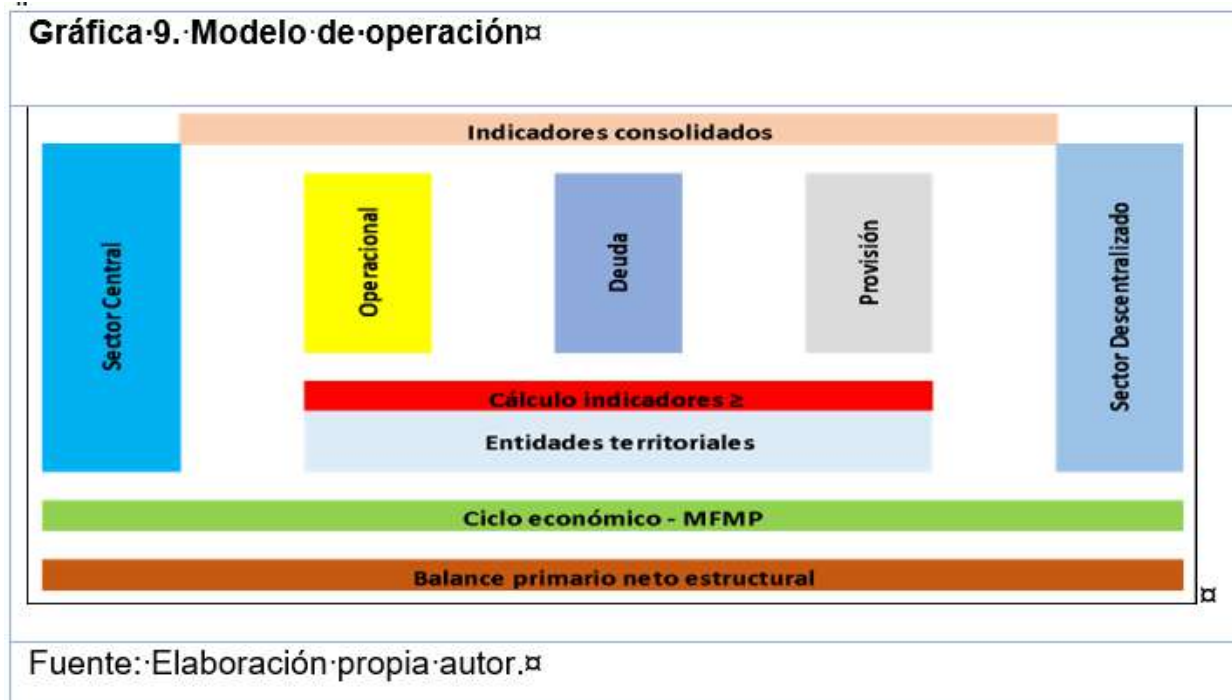 Gráfica·9.·Modelo·de·operación¤
Indicadores consolidados
Sector Central
Operacional
Deuda
Provisión
Sector Descentralizado
Cálculo indicadores ≥
Entidades territoriales
Ciclo económico - MFMP
Balance primario neto estructural
¤
Fuente:·Elaboración·propia·autor.¤